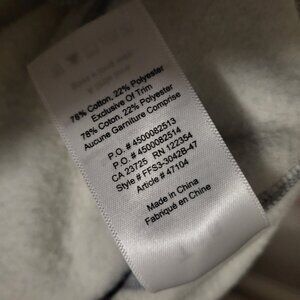 78% Cotton, 22% Polyester
Exclusive Of Trim
78% Coton, 22% Polyester
Aucune Garniture Comprise
P.O. # 4500082513
P.O. # 4500082514
CA 23725 RN 122354
Style # FFS3-3042B-47
Article # 47104
Made in China
Fabriqué en Chine